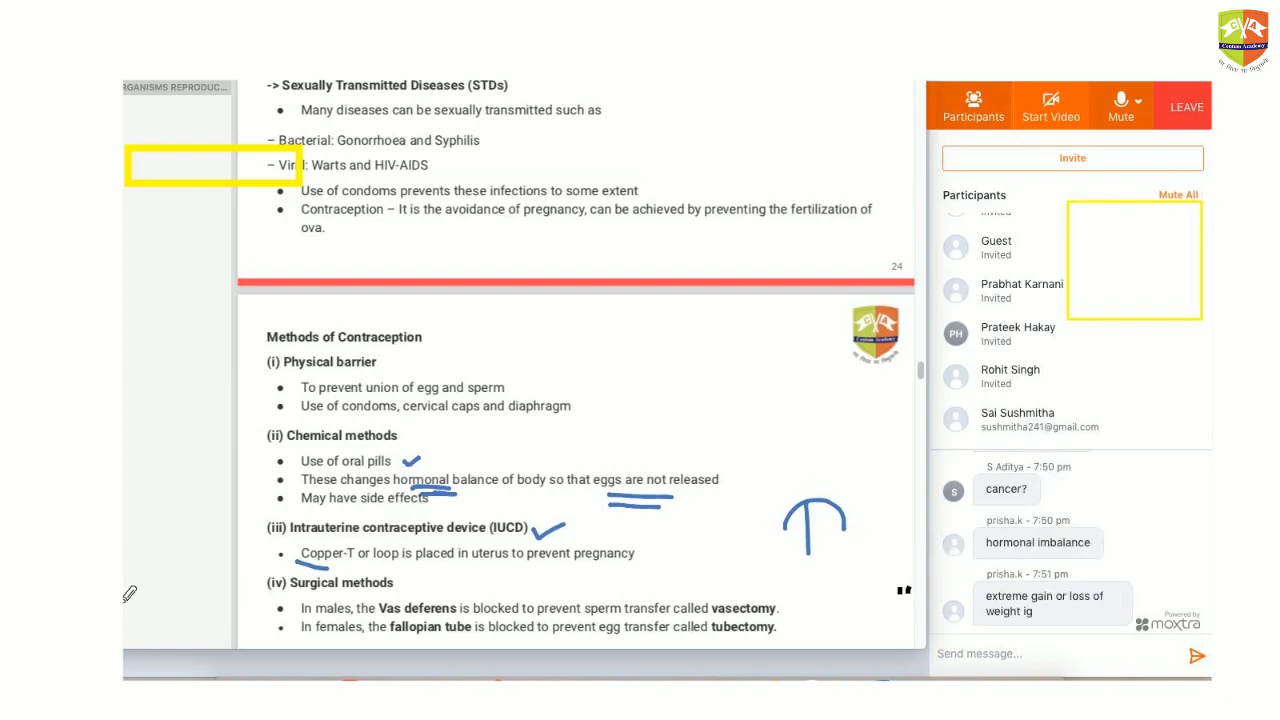 Centum Academy
RGANISMS REPRODUC...
-> Sexually Transmitted Diseases (STDs)
● Many diseases can be sexually transmitted such as
– Bacterial: Gonorrhoea and Syphilis
– Viral: Warts and HIV-AIDS
● Use of condoms prevents these infections to some extent
● Contraception – It is the avoidance of pregnancy, can be achieved by preventing the fertilization of
ova.
24
Centum Academy
Methods of Contraception
(i) Physical barrier
● To prevent union of egg and sperm
● Use of condoms, cervical caps and diaphragm
(ii) Chemical methods
● Use of oral pills
● These changes hormonal balance of body so that eggs are not released
● May have side effects
(iii) Intrauterine contraceptive device (IUCD)
● Copper-T or loop is placed in uterus to prevent pregnancy
(iv) Surgical methods
● In males, the Vas deferens is blocked to prevent sperm transfer called vasectomy.
● In females, the fallopian tube is blocked to prevent egg transfer called tubectomy.
Participants
Start Video
Mute
LEAVE
Invite
Participants
Mute All
Invited
Guest
Invited
Prabhat Karnani
Invited
PH
Prateek Hakay
Invited
Rohit Singh
Invited
Sai Sushmitha
sushmitha241@gmail.com
S Aditya - 7:50 pm
S
cancer?
prisha.k - 7:50 pm
hormonal imbalance
prisha.k - 7:51 pm
extreme gain or loss of
weight ig
Powered by
moxtra
Send message...